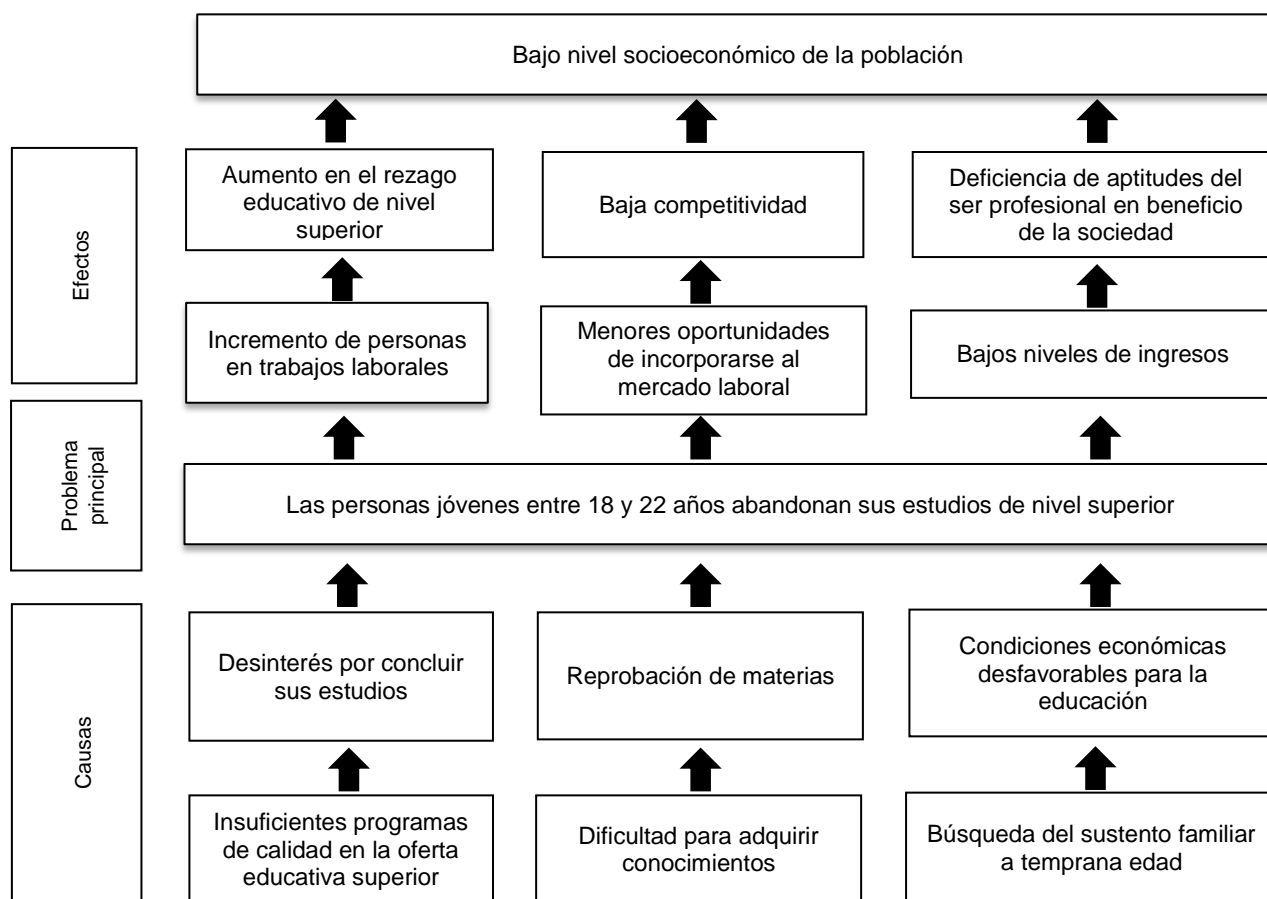 Bajo nivel socioeconómico de la población
Efectos
Aumento en el rezago
educativo de nivel
superior
Baja competitividad
Deficiencia de aptitudes del
ser profesional en beneficio
de la sociedad
Incremento de personas
en trabajos laborales
Menores oportunidades
de incorporarse al
mercado laboral
Bajos niveles de ingresos
Problema
principal
Las personas jóvenes entre 18 y 22 años abandonan sus estudios de nivel superior
Causas
Desinterés por concluir
sus estudios
Reprobación de materias
Condiciones económicas
desfavorables para la
educación
Insuficientes programas
de calidad en la oferta
educativa superior
Dificultad para adquirir
conocimientos
Búsqueda del sustento familiar
a temprana edad